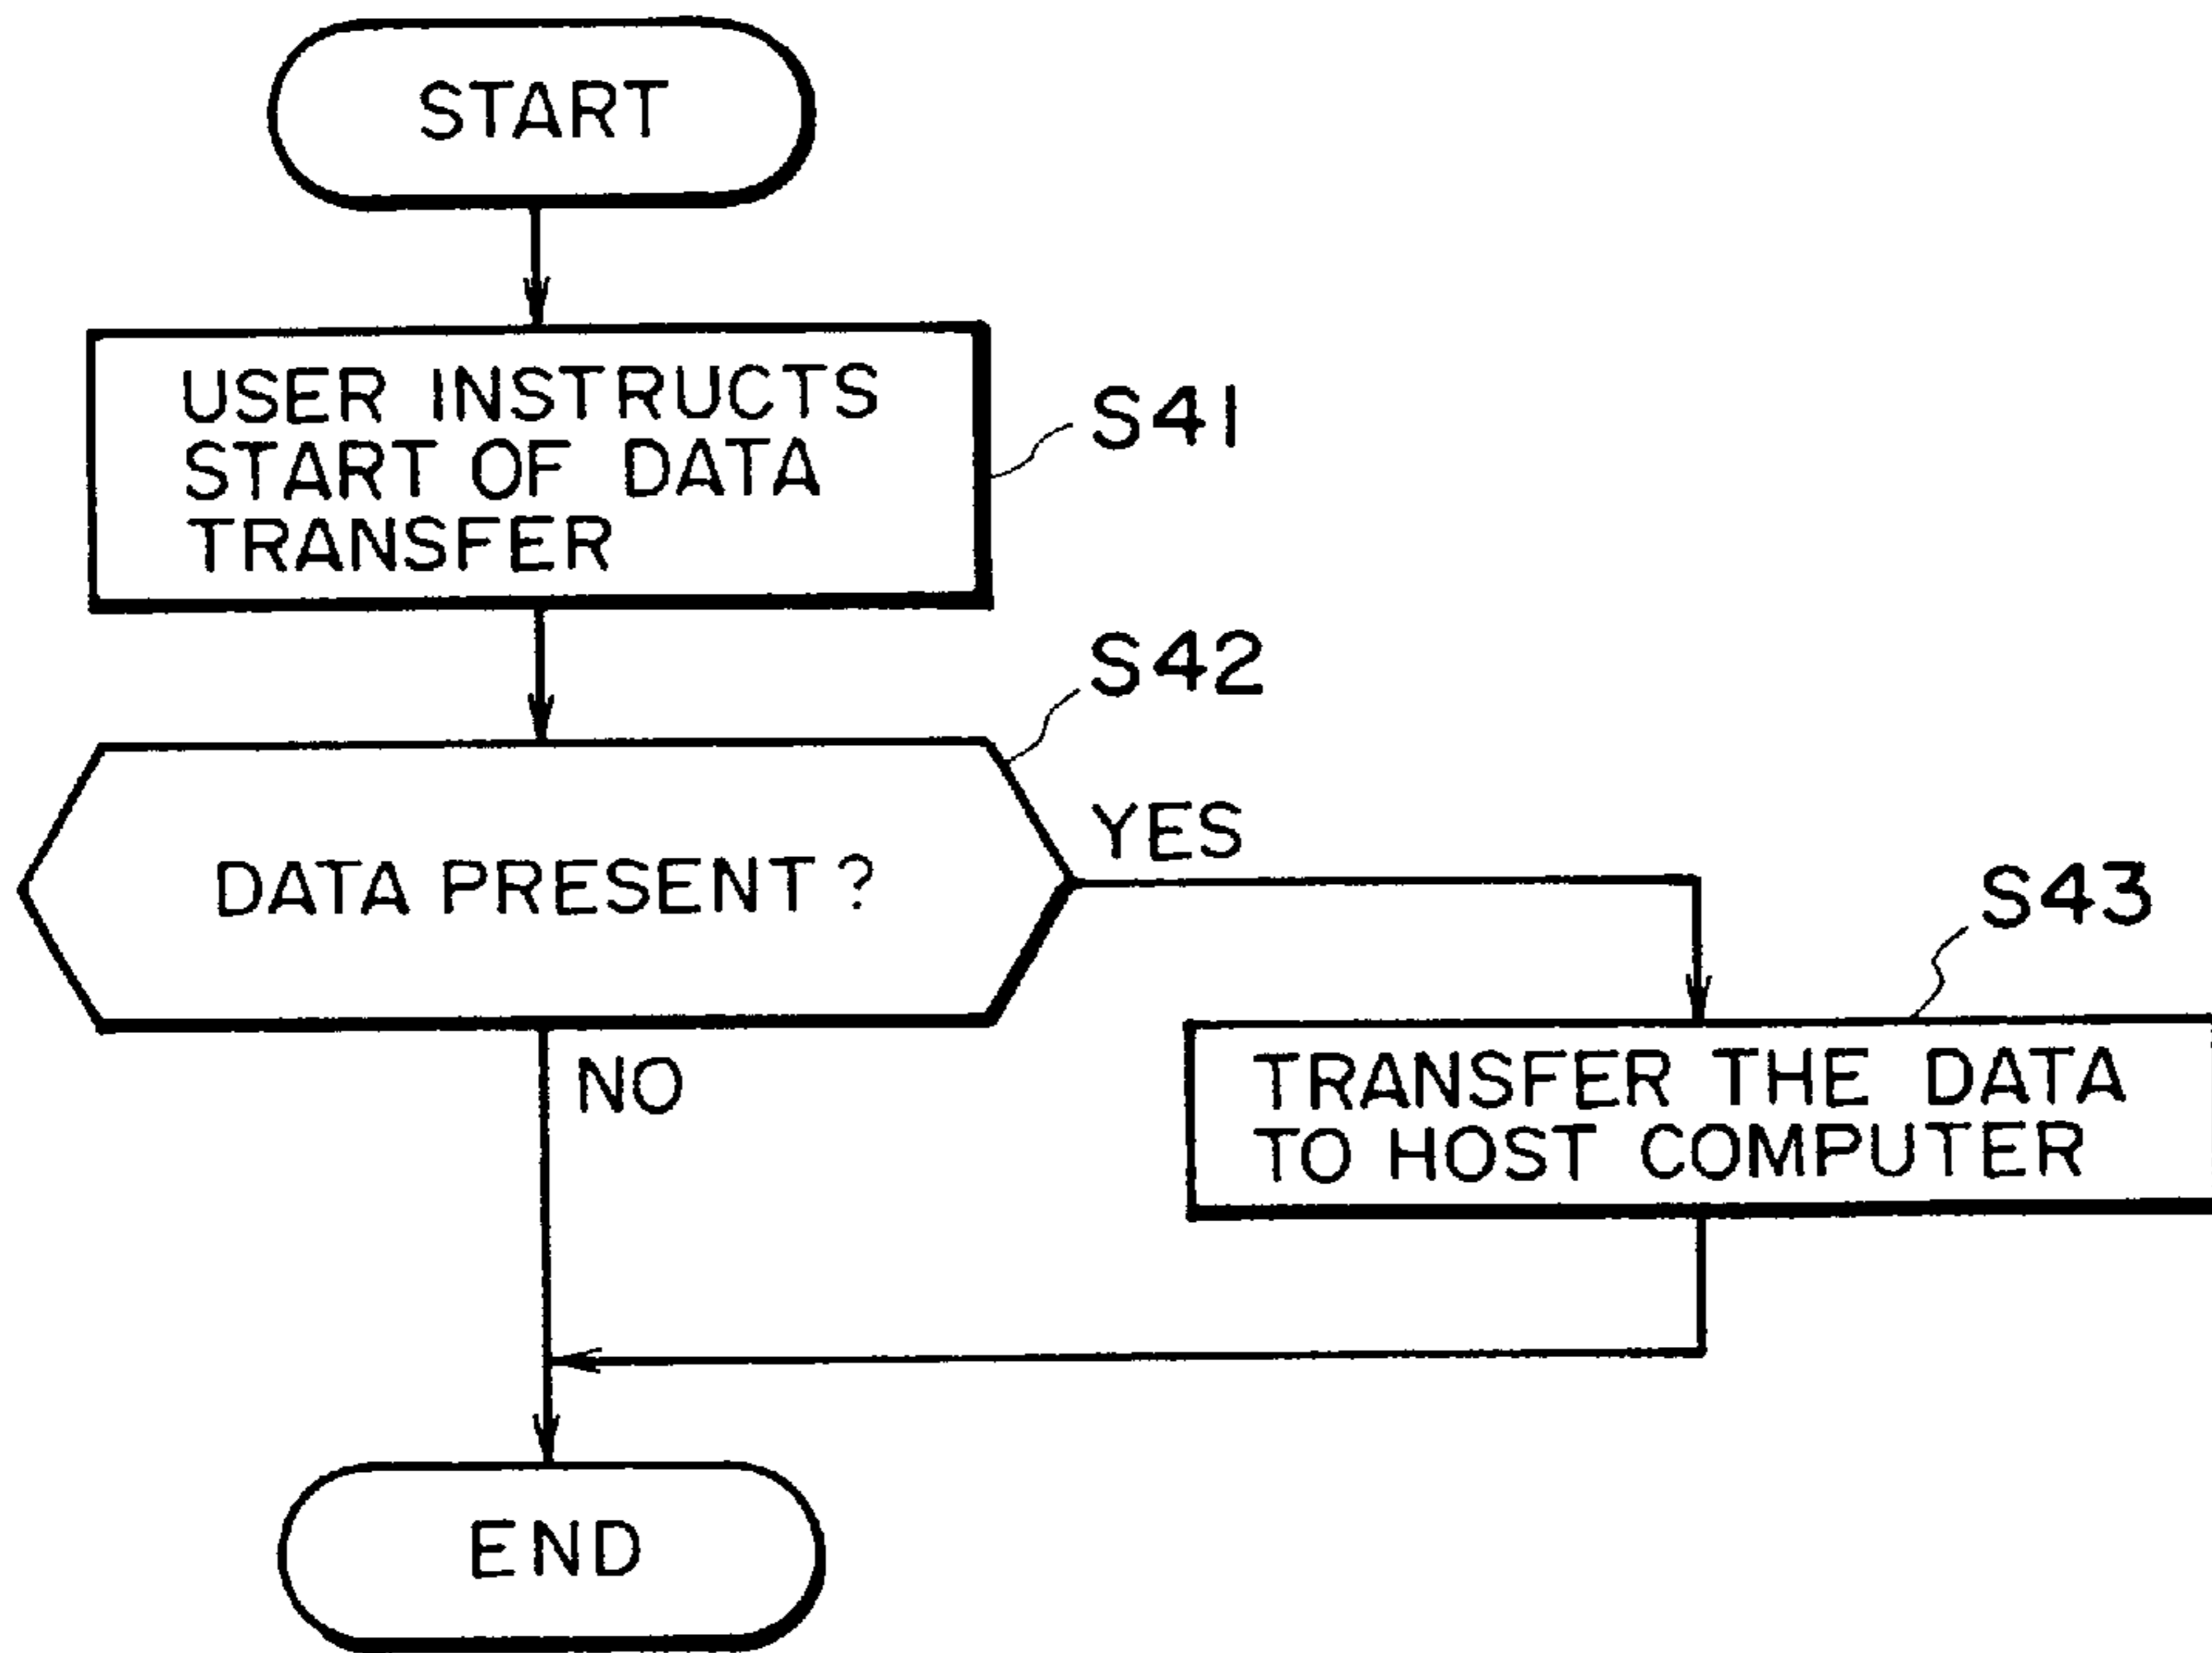 START
USER INSTRUCTS
START OF DATA
TRANSFER
S41
S42
DATA PRESENT ?
YES
S43
NO
TRANSFER THE DATA
TO HOST COMPUTER
END